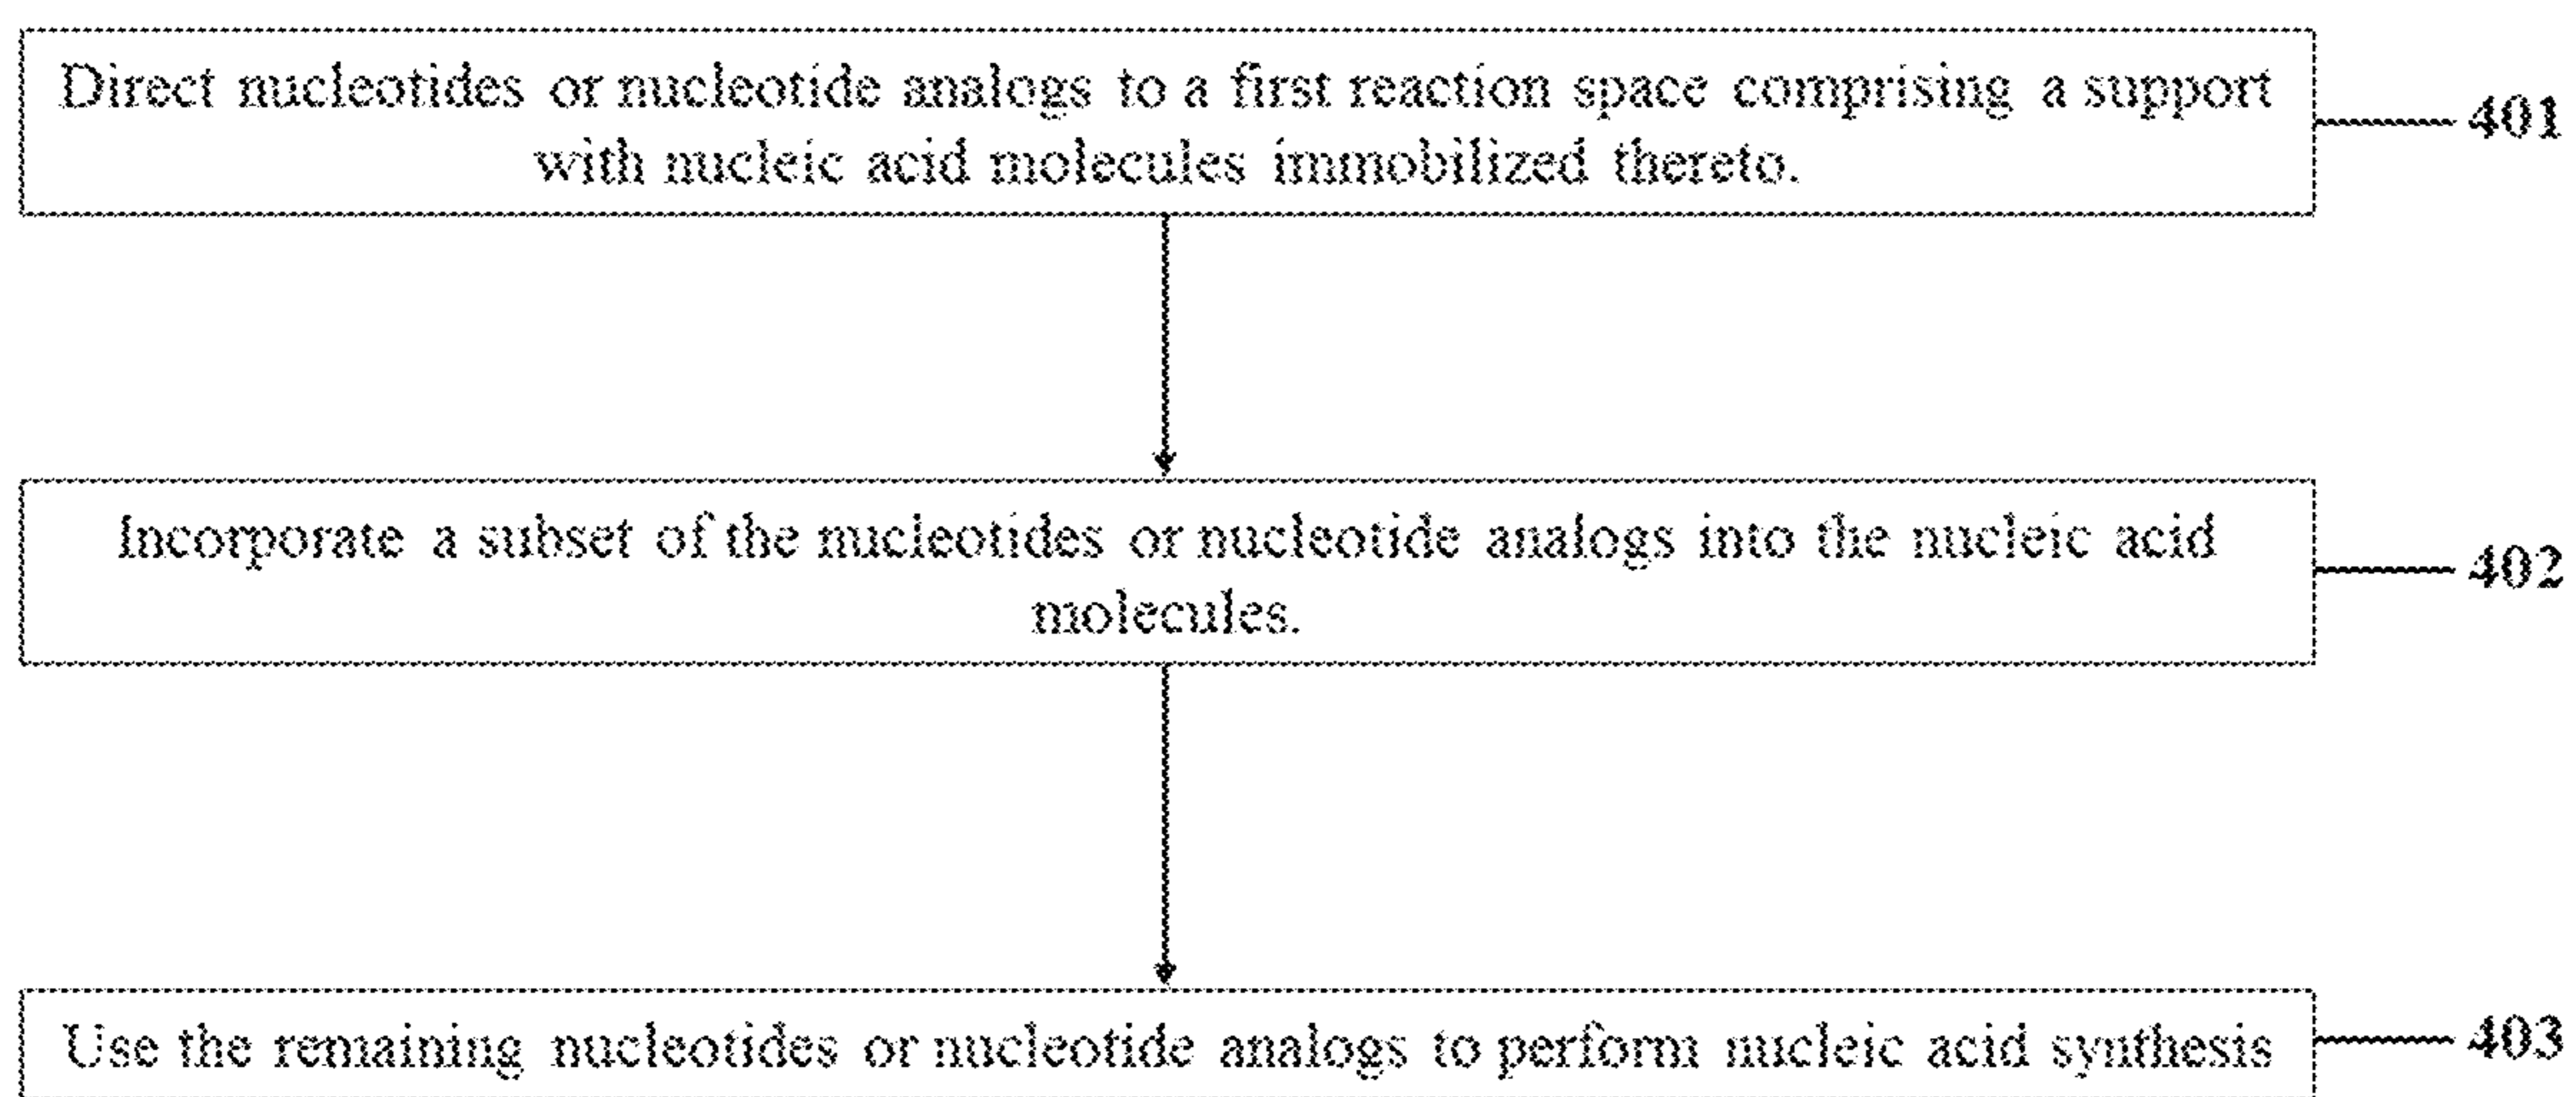 Direct nucleotides or nucleotide analogs to a first reaction space comprising a support
with nucleic acid molecules immobilized thereto.
401
Incorporate a subset of the nucleotides or nucleotide analogs into the nucleic acid
molecules.
402
Use the remaining nucleotides or nucleotide analogs to perform nucleic acid synthesis
403